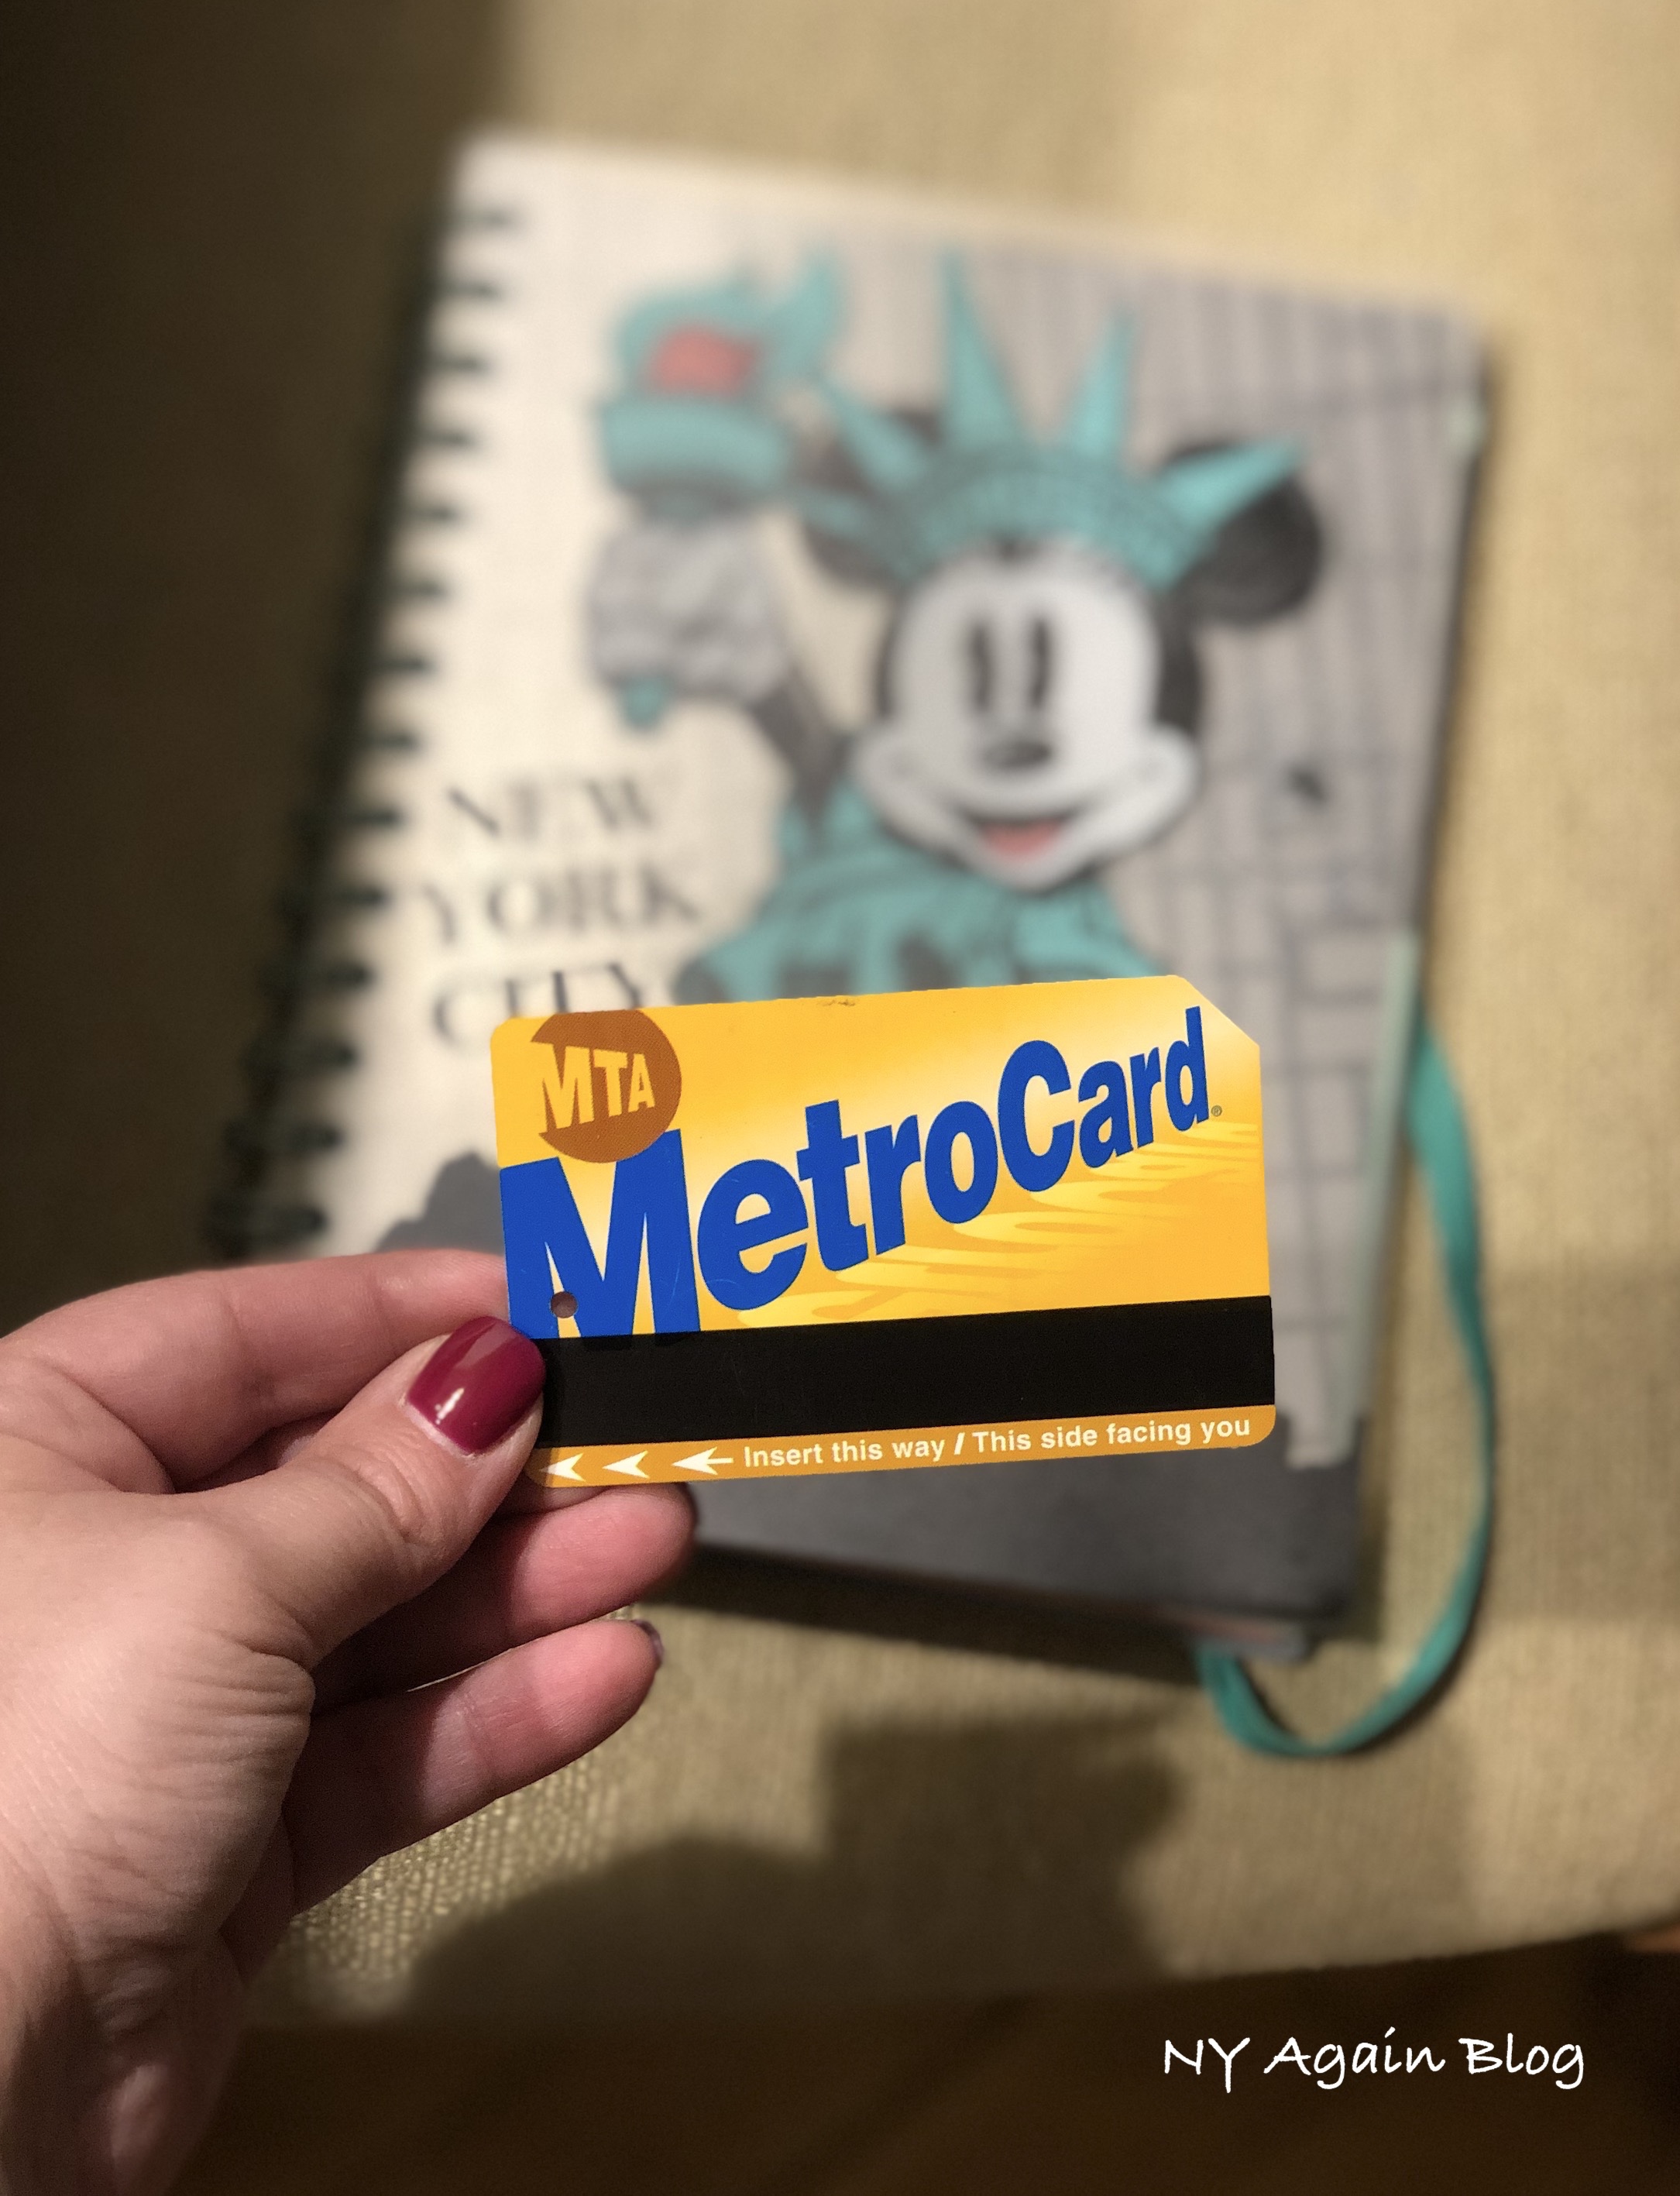 NEW
YORK
CITY
MTA
MetroCard®
Insert this way / This side facing you
NY Again Blog